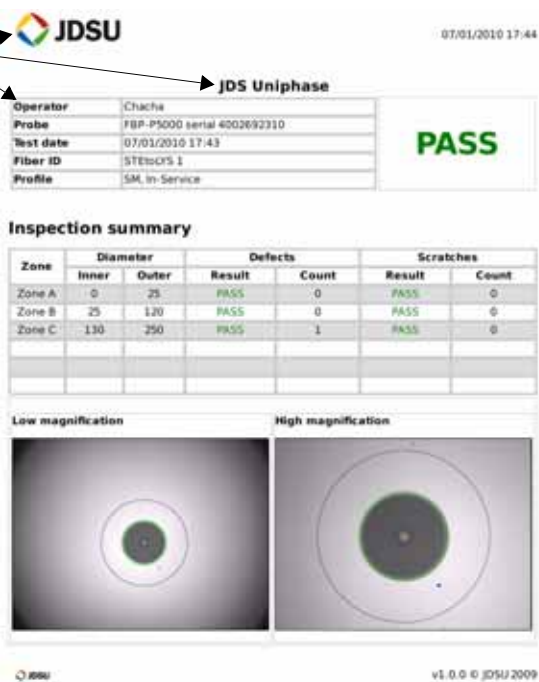 JDSU
07/01/2010 17:44
JDS Uniphase
Operator Chacha
Probe FBP-P5000 serial 4002692310
Test date 07/01/2010 17:43
Fiber ID STEtoLYS 1
Profile SM, In-Service
PASS
Inspection summary
Zone Diameter Defects Scratches
Inner Outer Result Count Result Count
Zone A 0 25 PASS 0 PASS 0
Zone B 25 120 PASS 0 PASS 0
Zone C 130 250 PASS 1 PASS 0
Low magnification High magnification
JDSU v1.0.0 © JDSU 2009